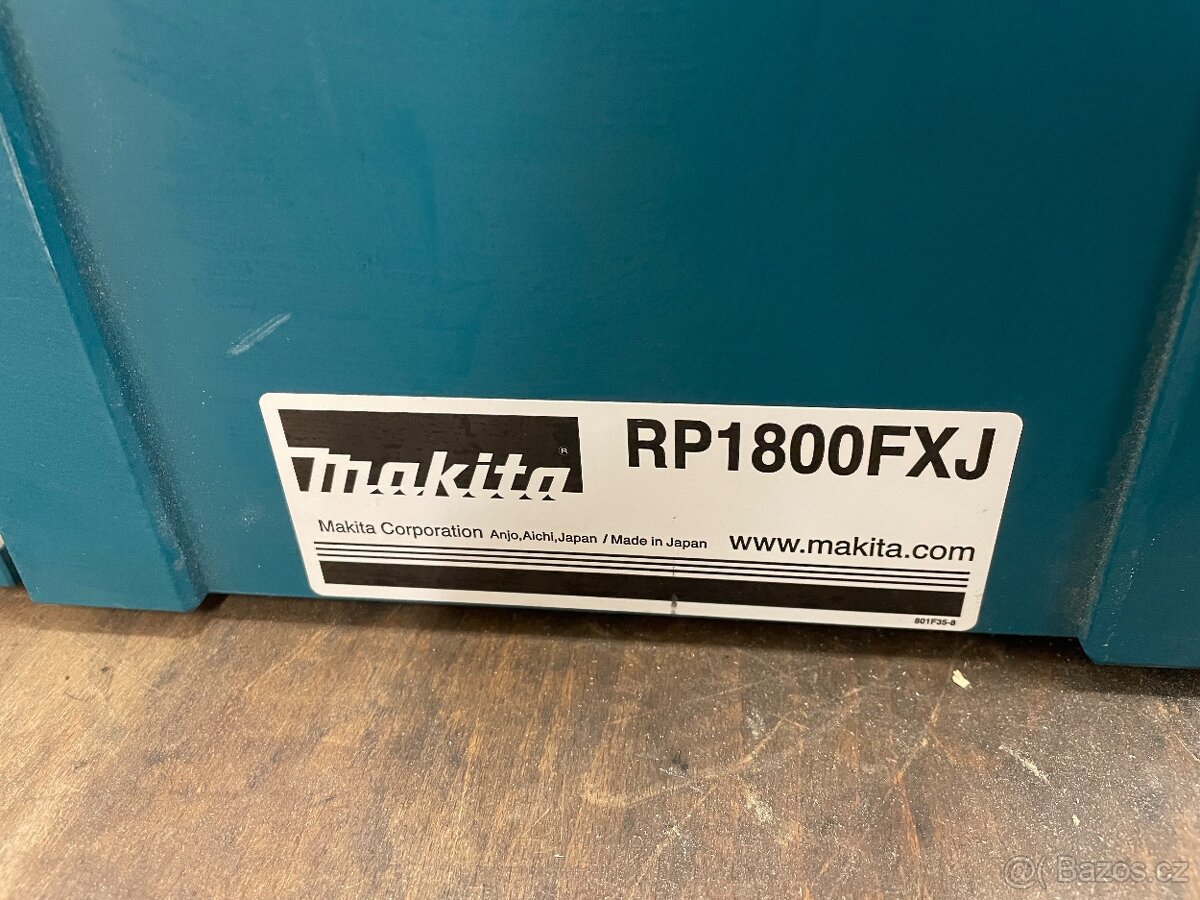 makita®
RP1800FXJ
Makita Corporation Anjo,Aichi,Japan / Made in Japan
www.makita.com
801F35-8
@Bazos.cz